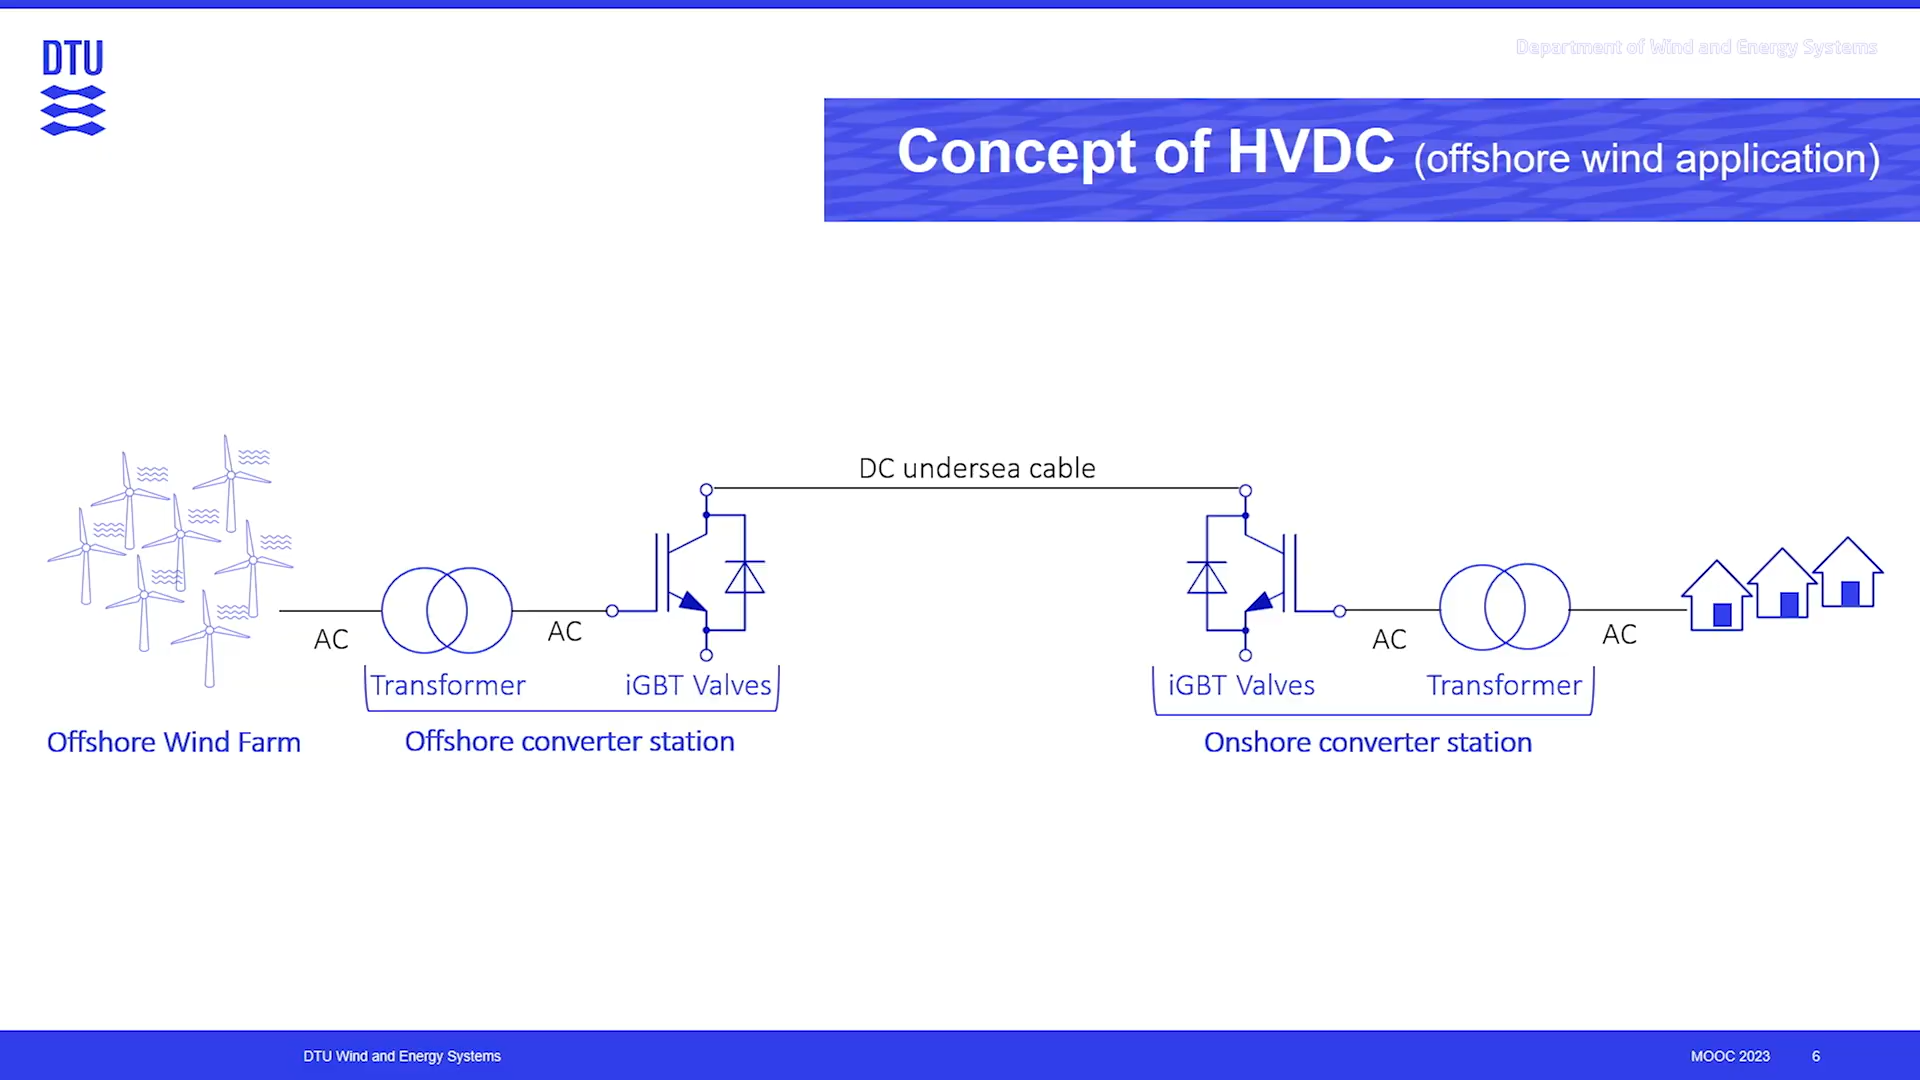 DTU
Department of Wind and Energy Systems
Concept of HVDC (offshore wind application)
DC undersea cable
AC
AC
AC
AC
Transformer
iGBT Valves
iGBT Valves
Transformer
Offshore Wind Farm
Offshore converter station
Onshore converter station
DTU Wind and Energy Systems
MOOC 2023
6